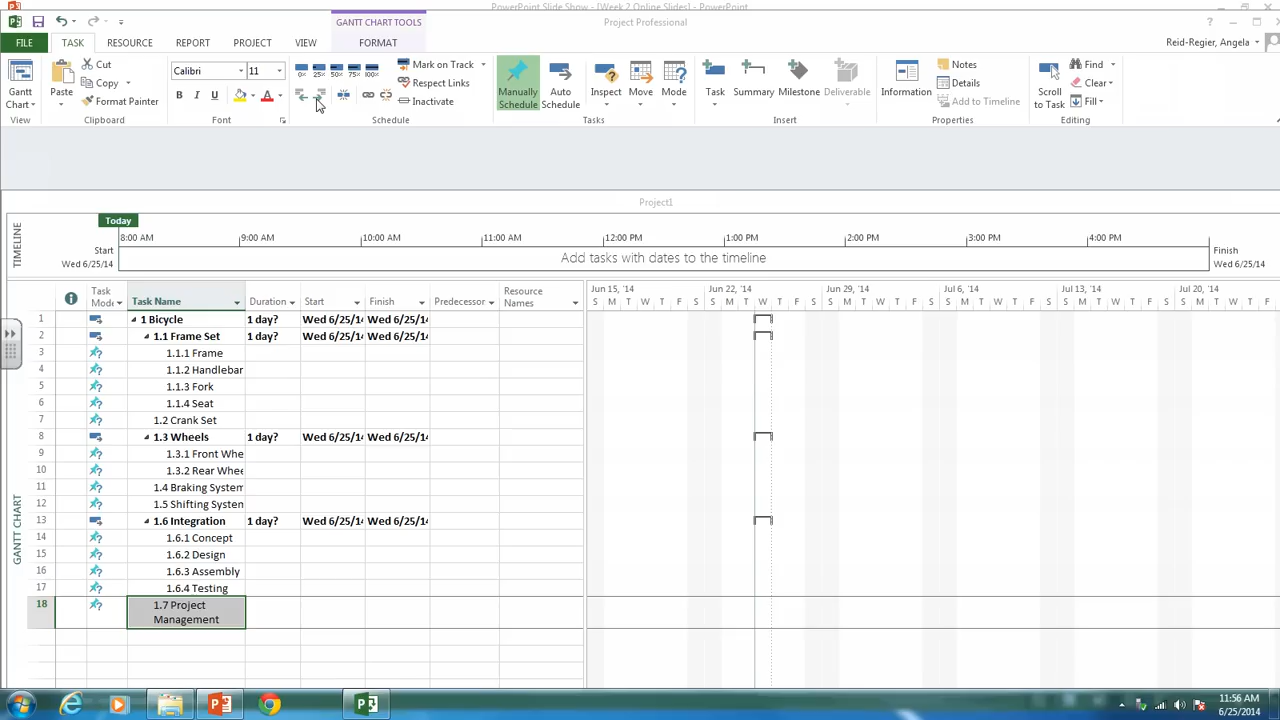 PowerPoint Slide Show - [Week 2 Online Slides] - PowerPoint
GANTT CHART TOOLS
Project Professional
FILE TASK RESOURCE REPORT PROJECT VIEW FORMAT
Reid-Regier, Angela
Gantt Chart
View
Paste
Cut
Copy
Format Painter
Clipboard
Calibri 11
B I U A
Font
0% 25% 50% 75% 100%
Mark on Track
Respect Links
Inactivate
Schedule
Manually Schedule
Auto Schedule
Inspect
Move
Mode
Tasks
Task
Summary
Milestone
Deliverable
Insert
Information
Notes
Details
Add to Timeline
Properties
Scroll to Task
Find
Clear
Fill
Editing
Project1
TIMELINE
Today
8:00 AM 9:00 AM 10:00 AM 11:00 AM 12:00 PM 1:00 PM 2:00 PM 3:00 PM 4:00 PM
Start
Wed 6/25/14
Add tasks with dates to the timeline
Finish
Wed 6/25/14
GANTT CHART
Task Mode Task Name Duration Start Finish Predecessor Resource Names
Jun 15, '14 Jun 22, '14 Jun 29, '14 Jul 6, '14 Jul 13, '14 Jul 20, '14
S M T W T F S S M T W T F S S M T W T F S S M T W T F S S M T W T F S S M T W T F
1 1 Bicycle 1 day? Wed 6/25/14 Wed 6/25/14
2 1.1 Frame Set 1 day? Wed 6/25/14 Wed 6/25/14
3 1.1.1 Frame
4 1.1.2 Handlebar
5 1.1.3 Fork
6 1.1.4 Seat
7 1.2 Crank Set
8 1.3 Wheels 1 day? Wed 6/25/14 Wed 6/25/14
9 1.3.1 Front Whe
10 1.3.2 Rear Whee
11 1.4 Braking System
12 1.5 Shifting System
13 1.6 Integration 1 day? Wed 6/25/14 Wed 6/25/14
14 1.6.1 Concept
15 1.6.2 Design
16 1.6.3 Assembly
17 1.6.4 Testing
18 1.7 Project
Management
11:56 AM
6/25/2014